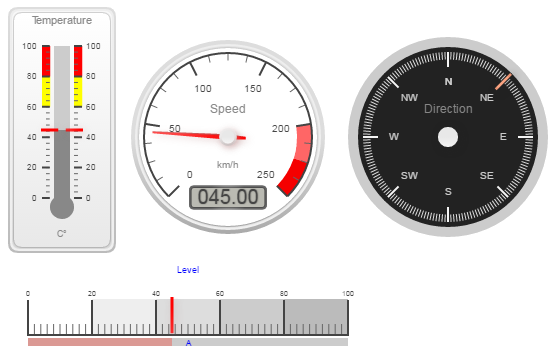 Temperature
100 100
80 80
60 60
40 40
20 20
0 0
C°
Speed
0 50 100 150 200 250
km/h
045.00
Direction
N NE E SE S SW W NW
Level
0 20 40 60 80 100
A